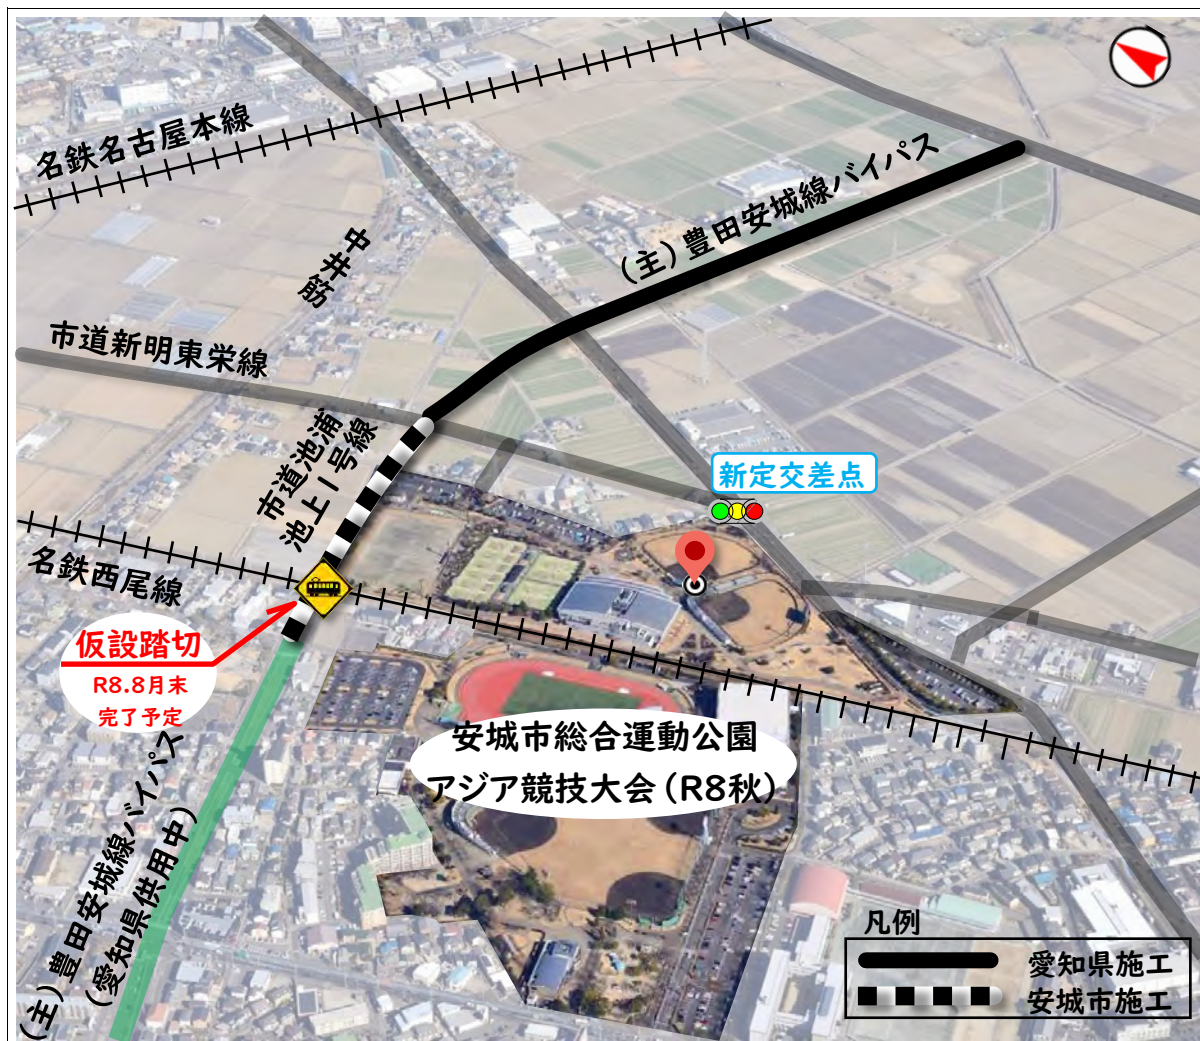 名鉄名古屋本線
(主)豊田安城線バイパス
中井筋
市道新明東栄線
市道池浦
池上1号線
新定交差点
名鉄西尾線
仮設踏切
R8.8月末
完了予定
安城市総合運動公園
アジア競技大会(R8秋)
(主)豊田安城線バイパス
(愛知県供用中)
凡例
愛知県施工
安城市施工